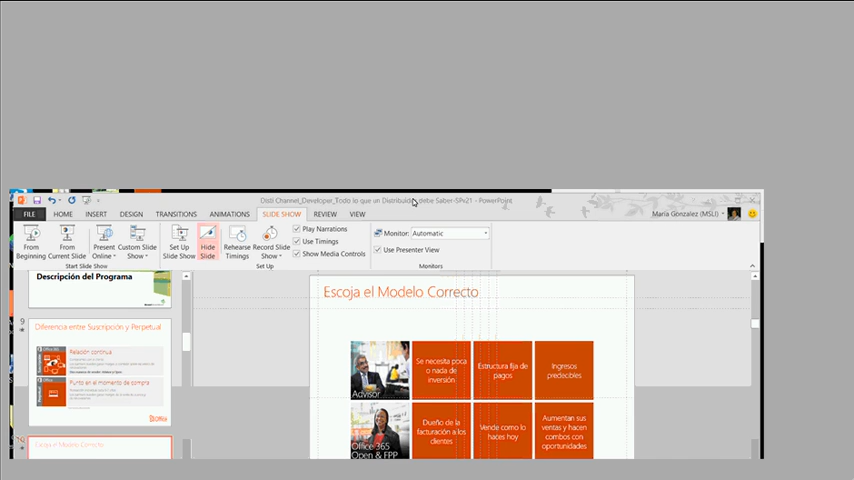 Dsti Channel_Developer_Todo lo que un Distribuidor debe Saber-SPv21 - PowerPoint
FILE HOME INSERT DESIGN TRANSITIONS ANIMATIONS SLIDE SHOW REVIEW VIEW
Maria Gonzalez (MSLI)
From Beginning
From Current Slide
Present Online
Custom Slide Show
Start Slide Show
Set Up Slide Show
Hide Slide
Rehearse Timings
Record Slide Show
Play Narrations
Use Timings
Show Media Controls
Set Up
Monitor: Automatic
Use Presenter View
Monitors
Descripción del Programa
9
Diferencia entre Suscripción y Perpetual
Relación continua
Punto en el momento de compra
Escoja el Modelo Correcto
Escoja el Modelo Correcto
Advisor
Se necesita poca
o nada de
inversión
Estructura fija de
pagos
Ingresos
predecibles
Office 365
Open & FPP
Dueño de la
facturación a los
clientes
Vende como lo
haces hoy
Aumentan sus
ventas y hacen
combos con
oportunidades